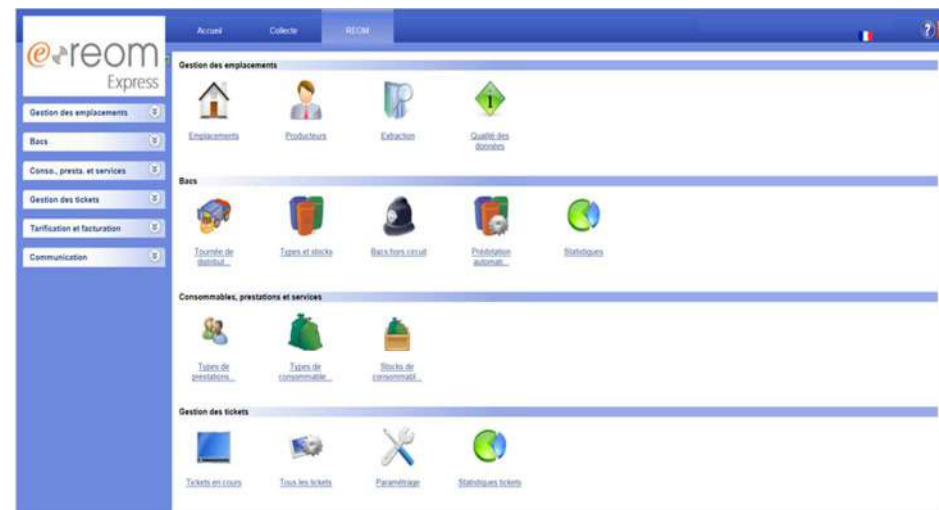 Accueil
Collecte
REOM
?
e-reom
Express
Gestion des emplacements
Bacs
Conso., presta. et services
Gestion des tickets
Tarification et facturation
Communication
Gestion des emplacements
Emplacements
Producteurs
Extraction
Qualité des
données
Bacs
Tournée de
distribut...
Types et stocks
Bacs hors circuit
Prédotation
automati...
Statistiques
Consommables, prestations et services
Types de
prestations...
Types de
consommable...
Stocks de
consommabl...
Gestion des tickets
Tickets en cours
Tous les tickets
Paramétrage
Statistiques tickets